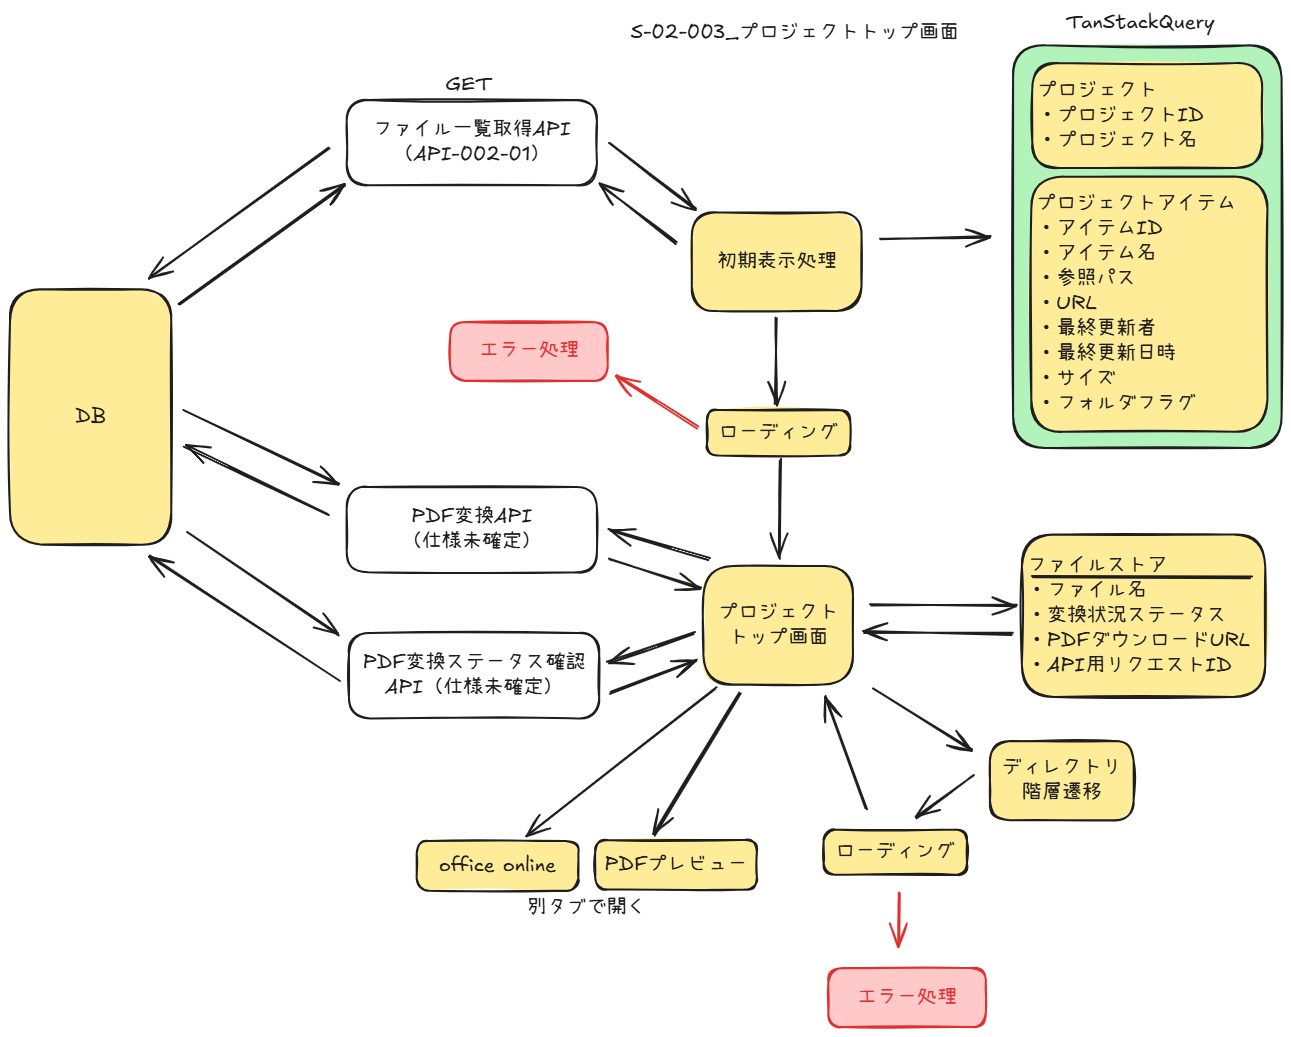 S-02-003_プロジェクトトップ画面
TanStackQuery
プロジェクト
・プロジェクトID
・プロジェクト名
プロジェクトアイテム
・アイテムID
・アイテム名
・参照パス
・URL
・最終更新者
・最終更新日時
・サイズ
・フォルダフラグ
GET
ファイル一覧取得API
（API-002-01）
初期表示処理
エラー処理
DB
ローディング
PDF変換API
（仕様未確定）
ファイルストア
・ファイル名
・変換状況ステータス
・PDFダウンロードURL
・API用リクエストID
プロジェクト
トップ画面
PDF変換ステータス確認
API（仕様未確定）
ディレクトリ
階層遷移
office online
PDFプレビュー
ローディング
別タブで開く
エラー処理